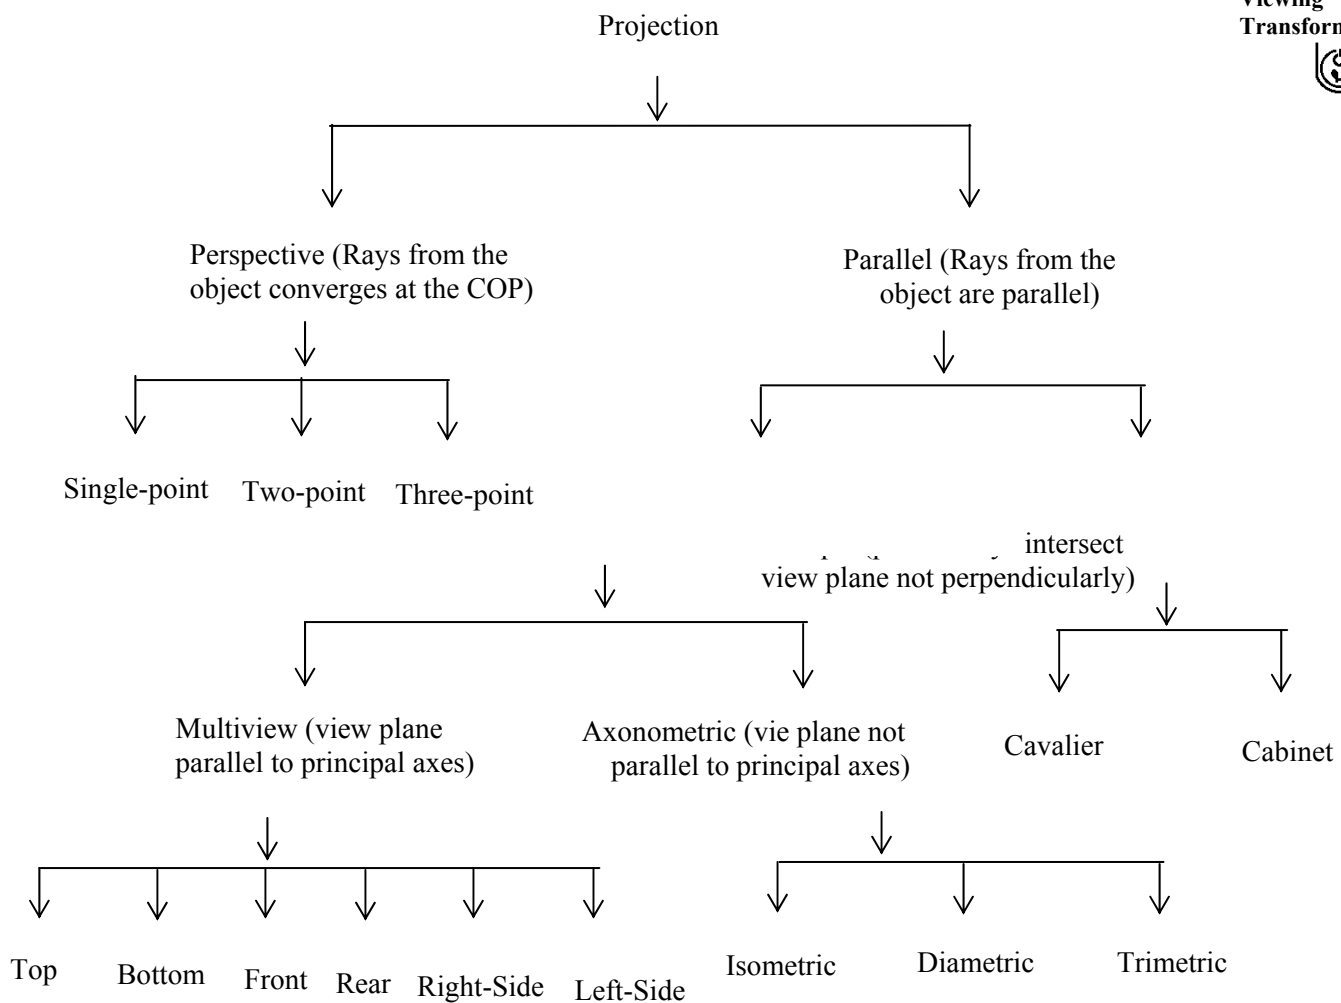 Transform
Projection
Perspective (Rays from the
object converges at the COP)
Parallel (Rays from the
object are parallel)
Single-point Two-point Three-point
intersect
view plane not perpendicularly)
Multiview (view plane
parallel to principal axes)
Axonometric (vie plane not
parallel to principal axes)
Cavalier
Cabinet
Top Bottom Front Rear Right-Side Left-Side
Isometric Diametric Trimetric